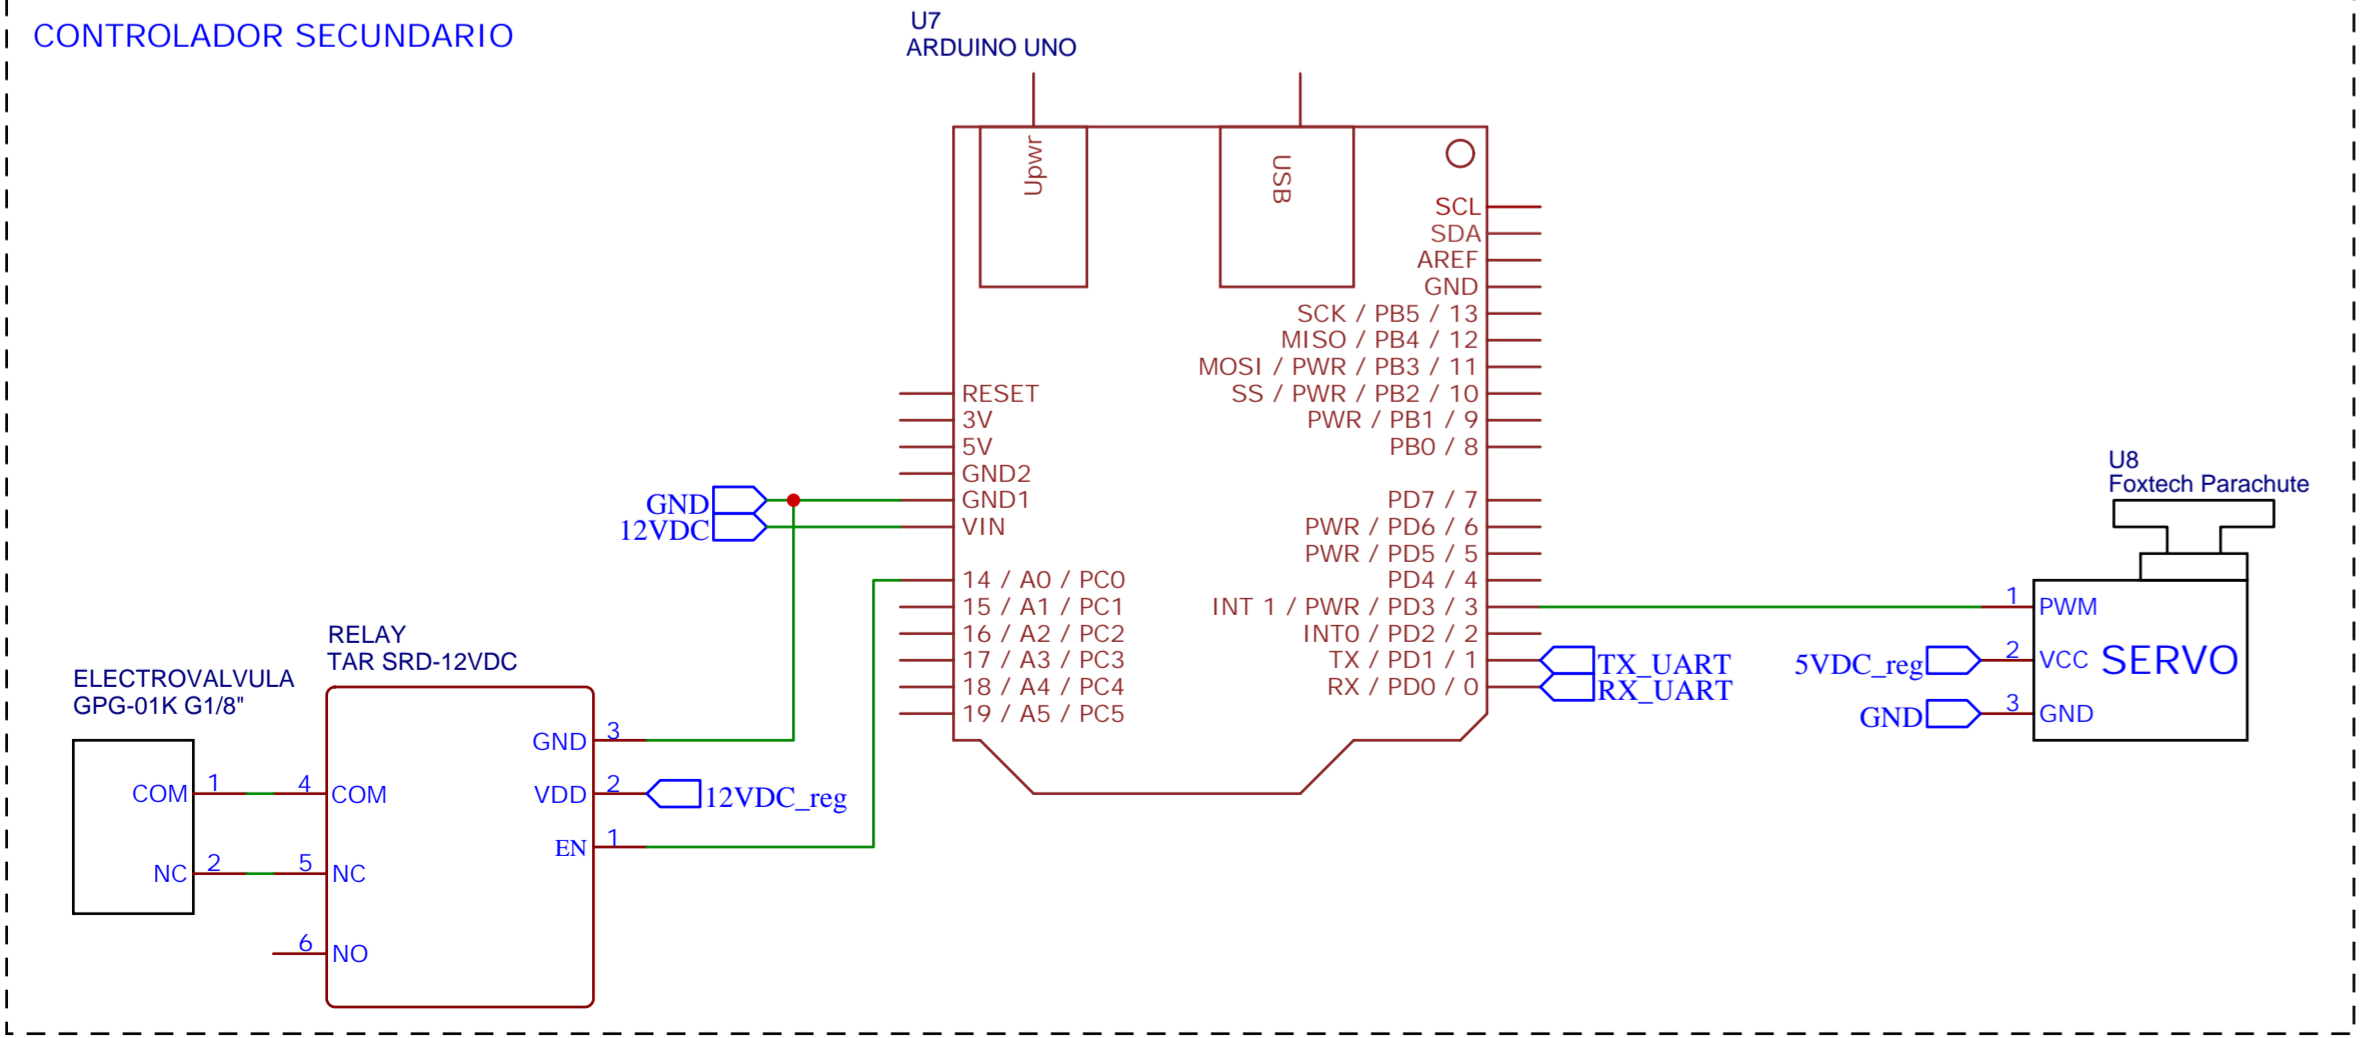 CONTROLADOR SECUNDARIO
U7
ARDUINO UNO
Upwr
USB
SCL
SDA
AREF
GND
SCK / PB5 / 13
MISO / PB4 / 12
MOSI / PWR / PB3 / 11
SS / PWR / PB2 / 10
PWR / PB1 / 9
PB0 / 8
PD7 / 7
PWR / PD6 / 6
PWR / PD5 / 5
PD4 / 4
INT 1 / PWR / PD3 / 3
INT0 / PD2 / 2
TX / PD1 / 1
RX / PD0 / 0
RESET
3V
5V
GND2
GND1
VIN
14 / A0 / PC0
15 / A1 / PC1
16 / A2 / PC2
17 / A3 / PC3
18 / A4 / PC4
19 / A5 / PC5
GND
12VDC
TX_UART
RX_UART
U8
Foxtech Parachute
1 PWM
5VDC_reg 2 VCC
SERVO
GND 3 GND
RELAY
TAR SRD-12VDC
GND 3
VDD 2 12VDC_reg
EN 1
4 COM
5 NC
6 NO
ELECTROVALVULA
GPG-01K G1/8"
COM 1
NC 2